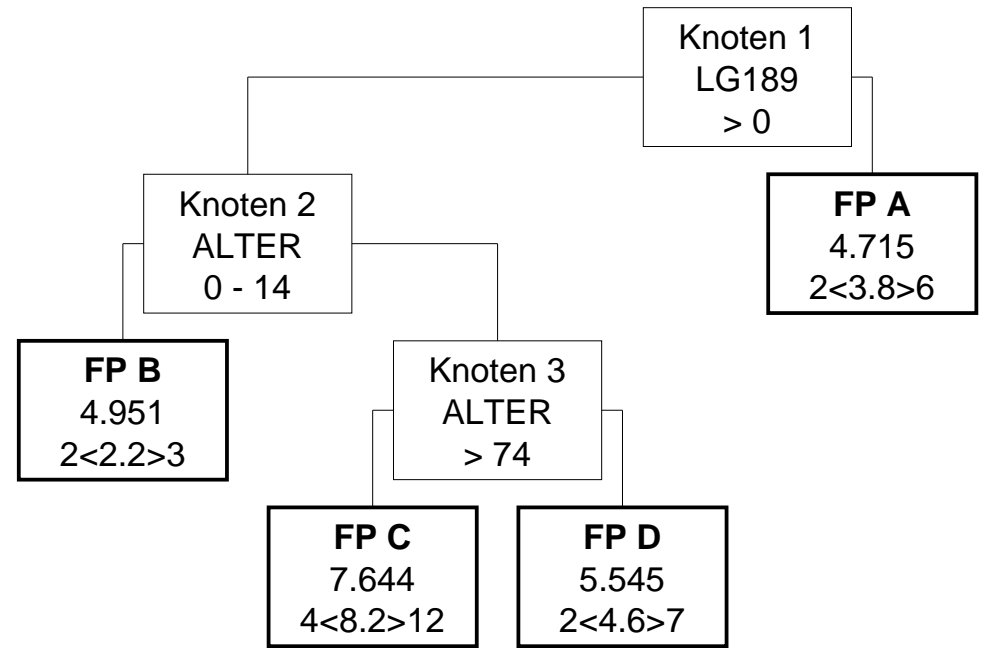 Knoten 1
LG189
> 0
Knoten 2
ALTER
0 - 14
FP A
4.715
2<3.8>6
FP B
4.951
2<2.2>3
Knoten 3
ALTER
> 74
FP C
7.644
4<8.2>12
FP D
5.545
2<4.6>7